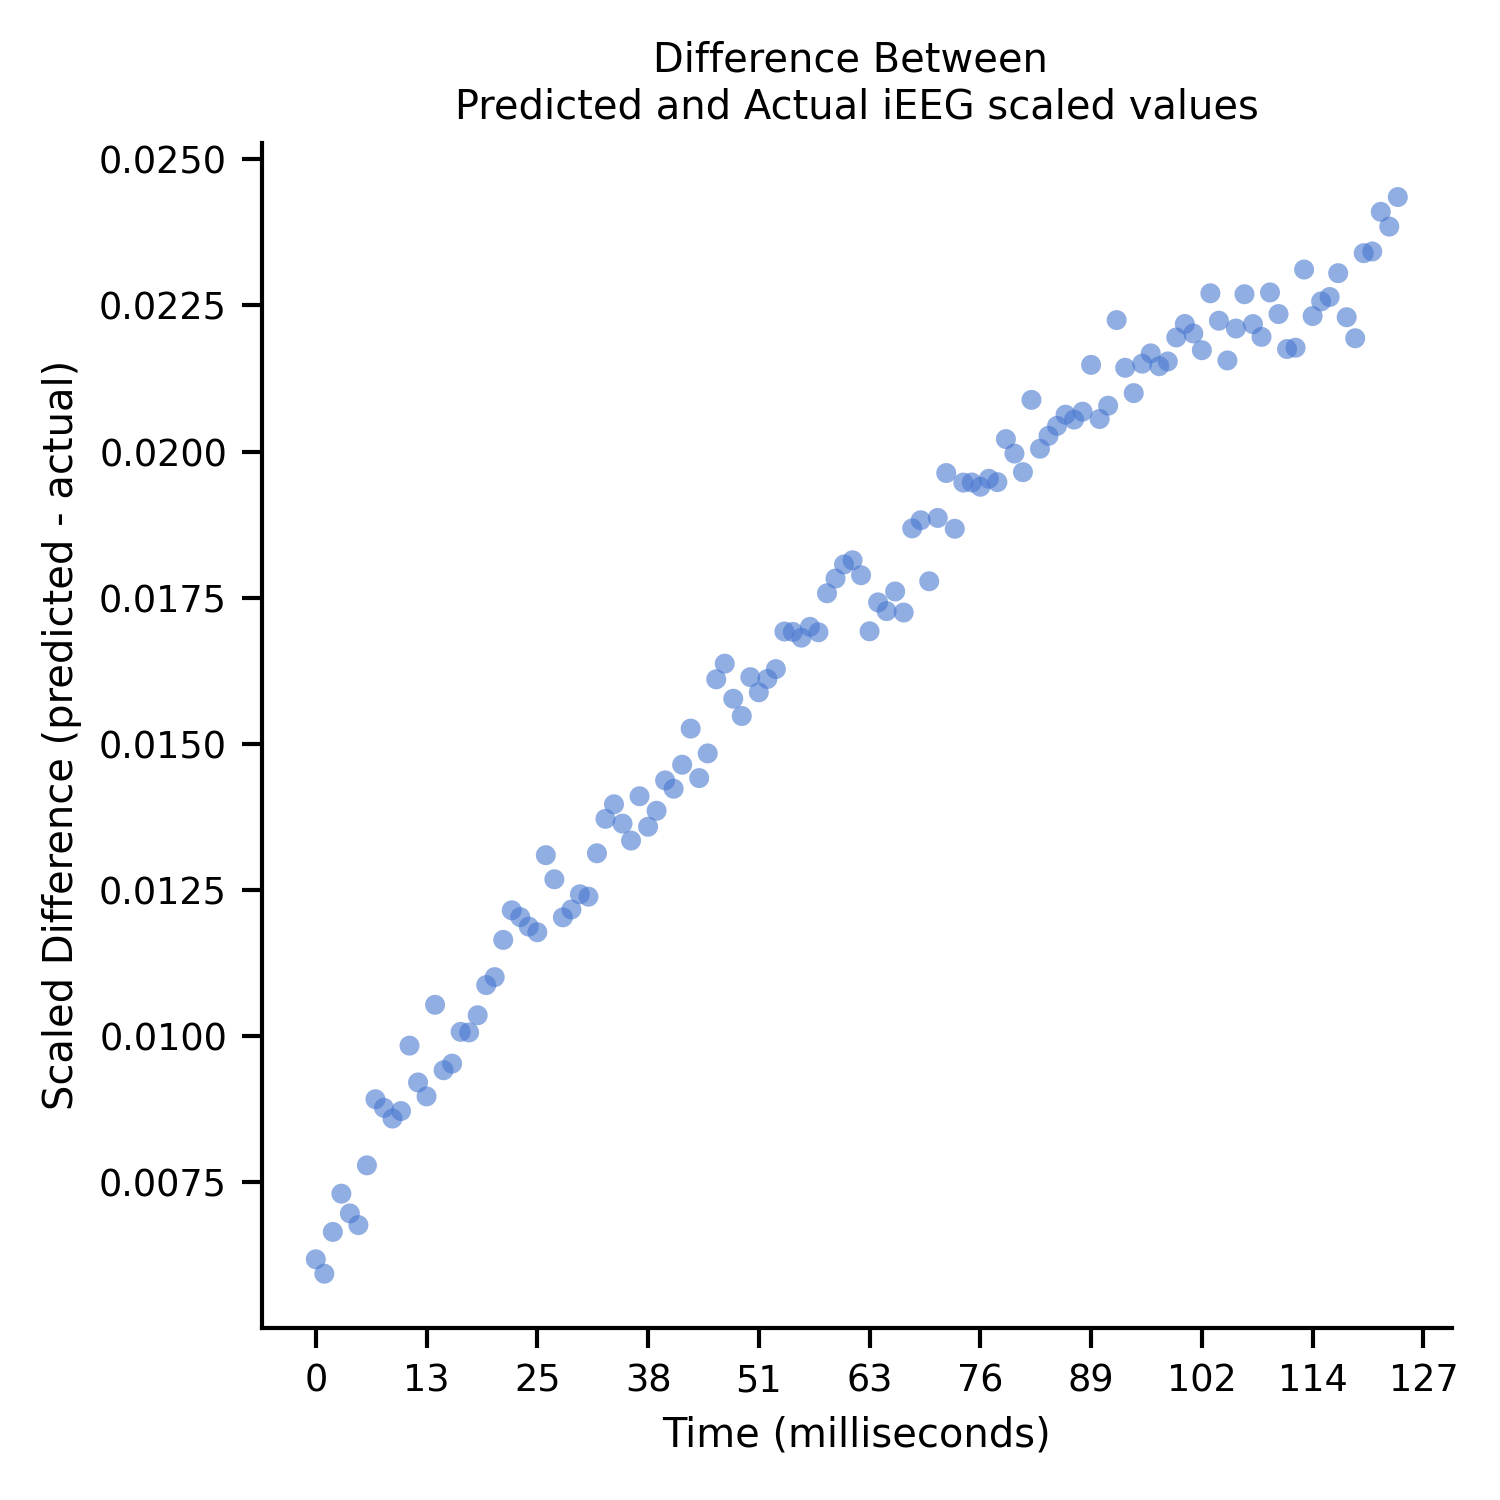 Difference Between
Predicted and Actual iEEG scaled values
0.0250
0.0225
0.0200
0.0175
0.0150
0.0125
0.0100
0.0075
Scaled Difference (predicted - actual)
0 13 25 38 51 63 76 89 102 114 127
Time (milliseconds)